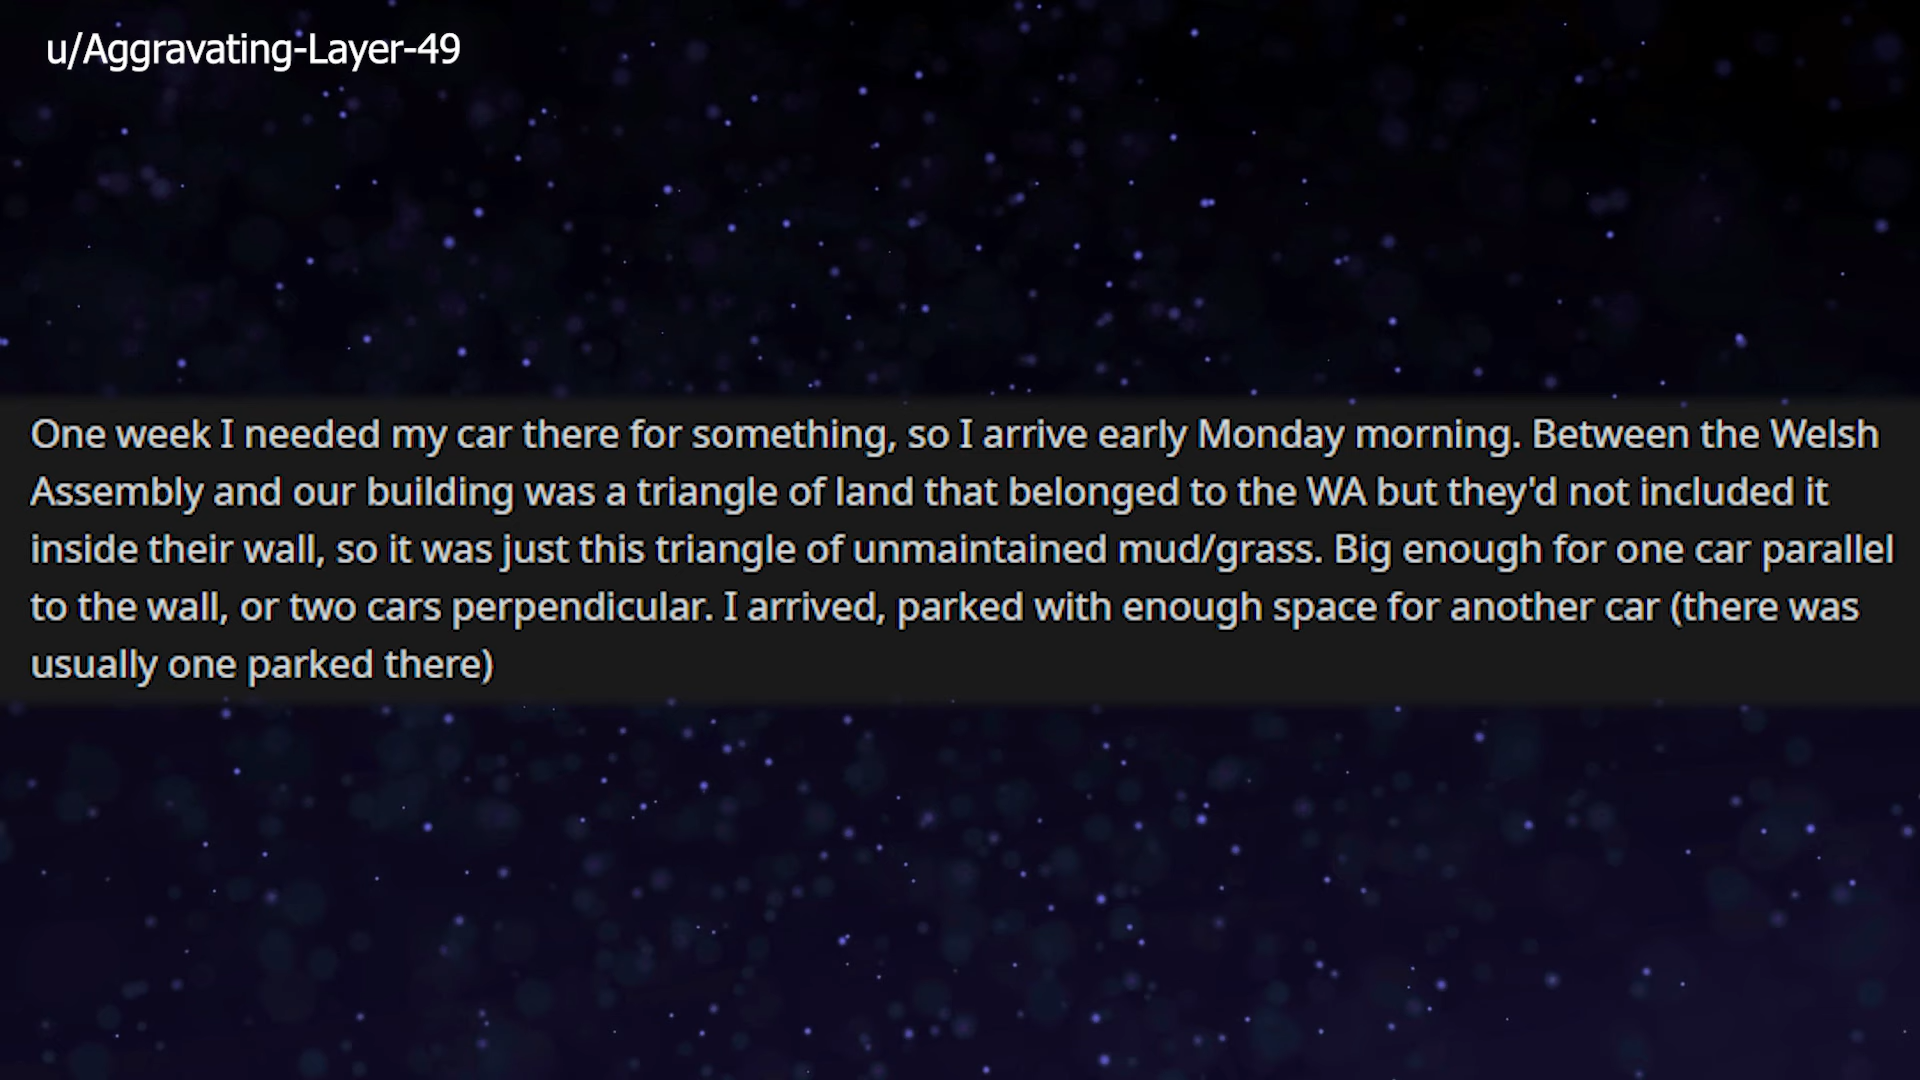 u/Aggravating-Layer-49
One week I needed my car there for something, so I arrive early Monday morning. Between the Welsh
Assembly and our building was a triangle of land that belonged to the WA but they'd not included it
inside their wall, so it was just this triangle of unmaintained mud/grass. Big enough for one car parallel
to the wall, or two cars perpendicular. I arrived, parked with enough space for another car (there was
usually one parked there)